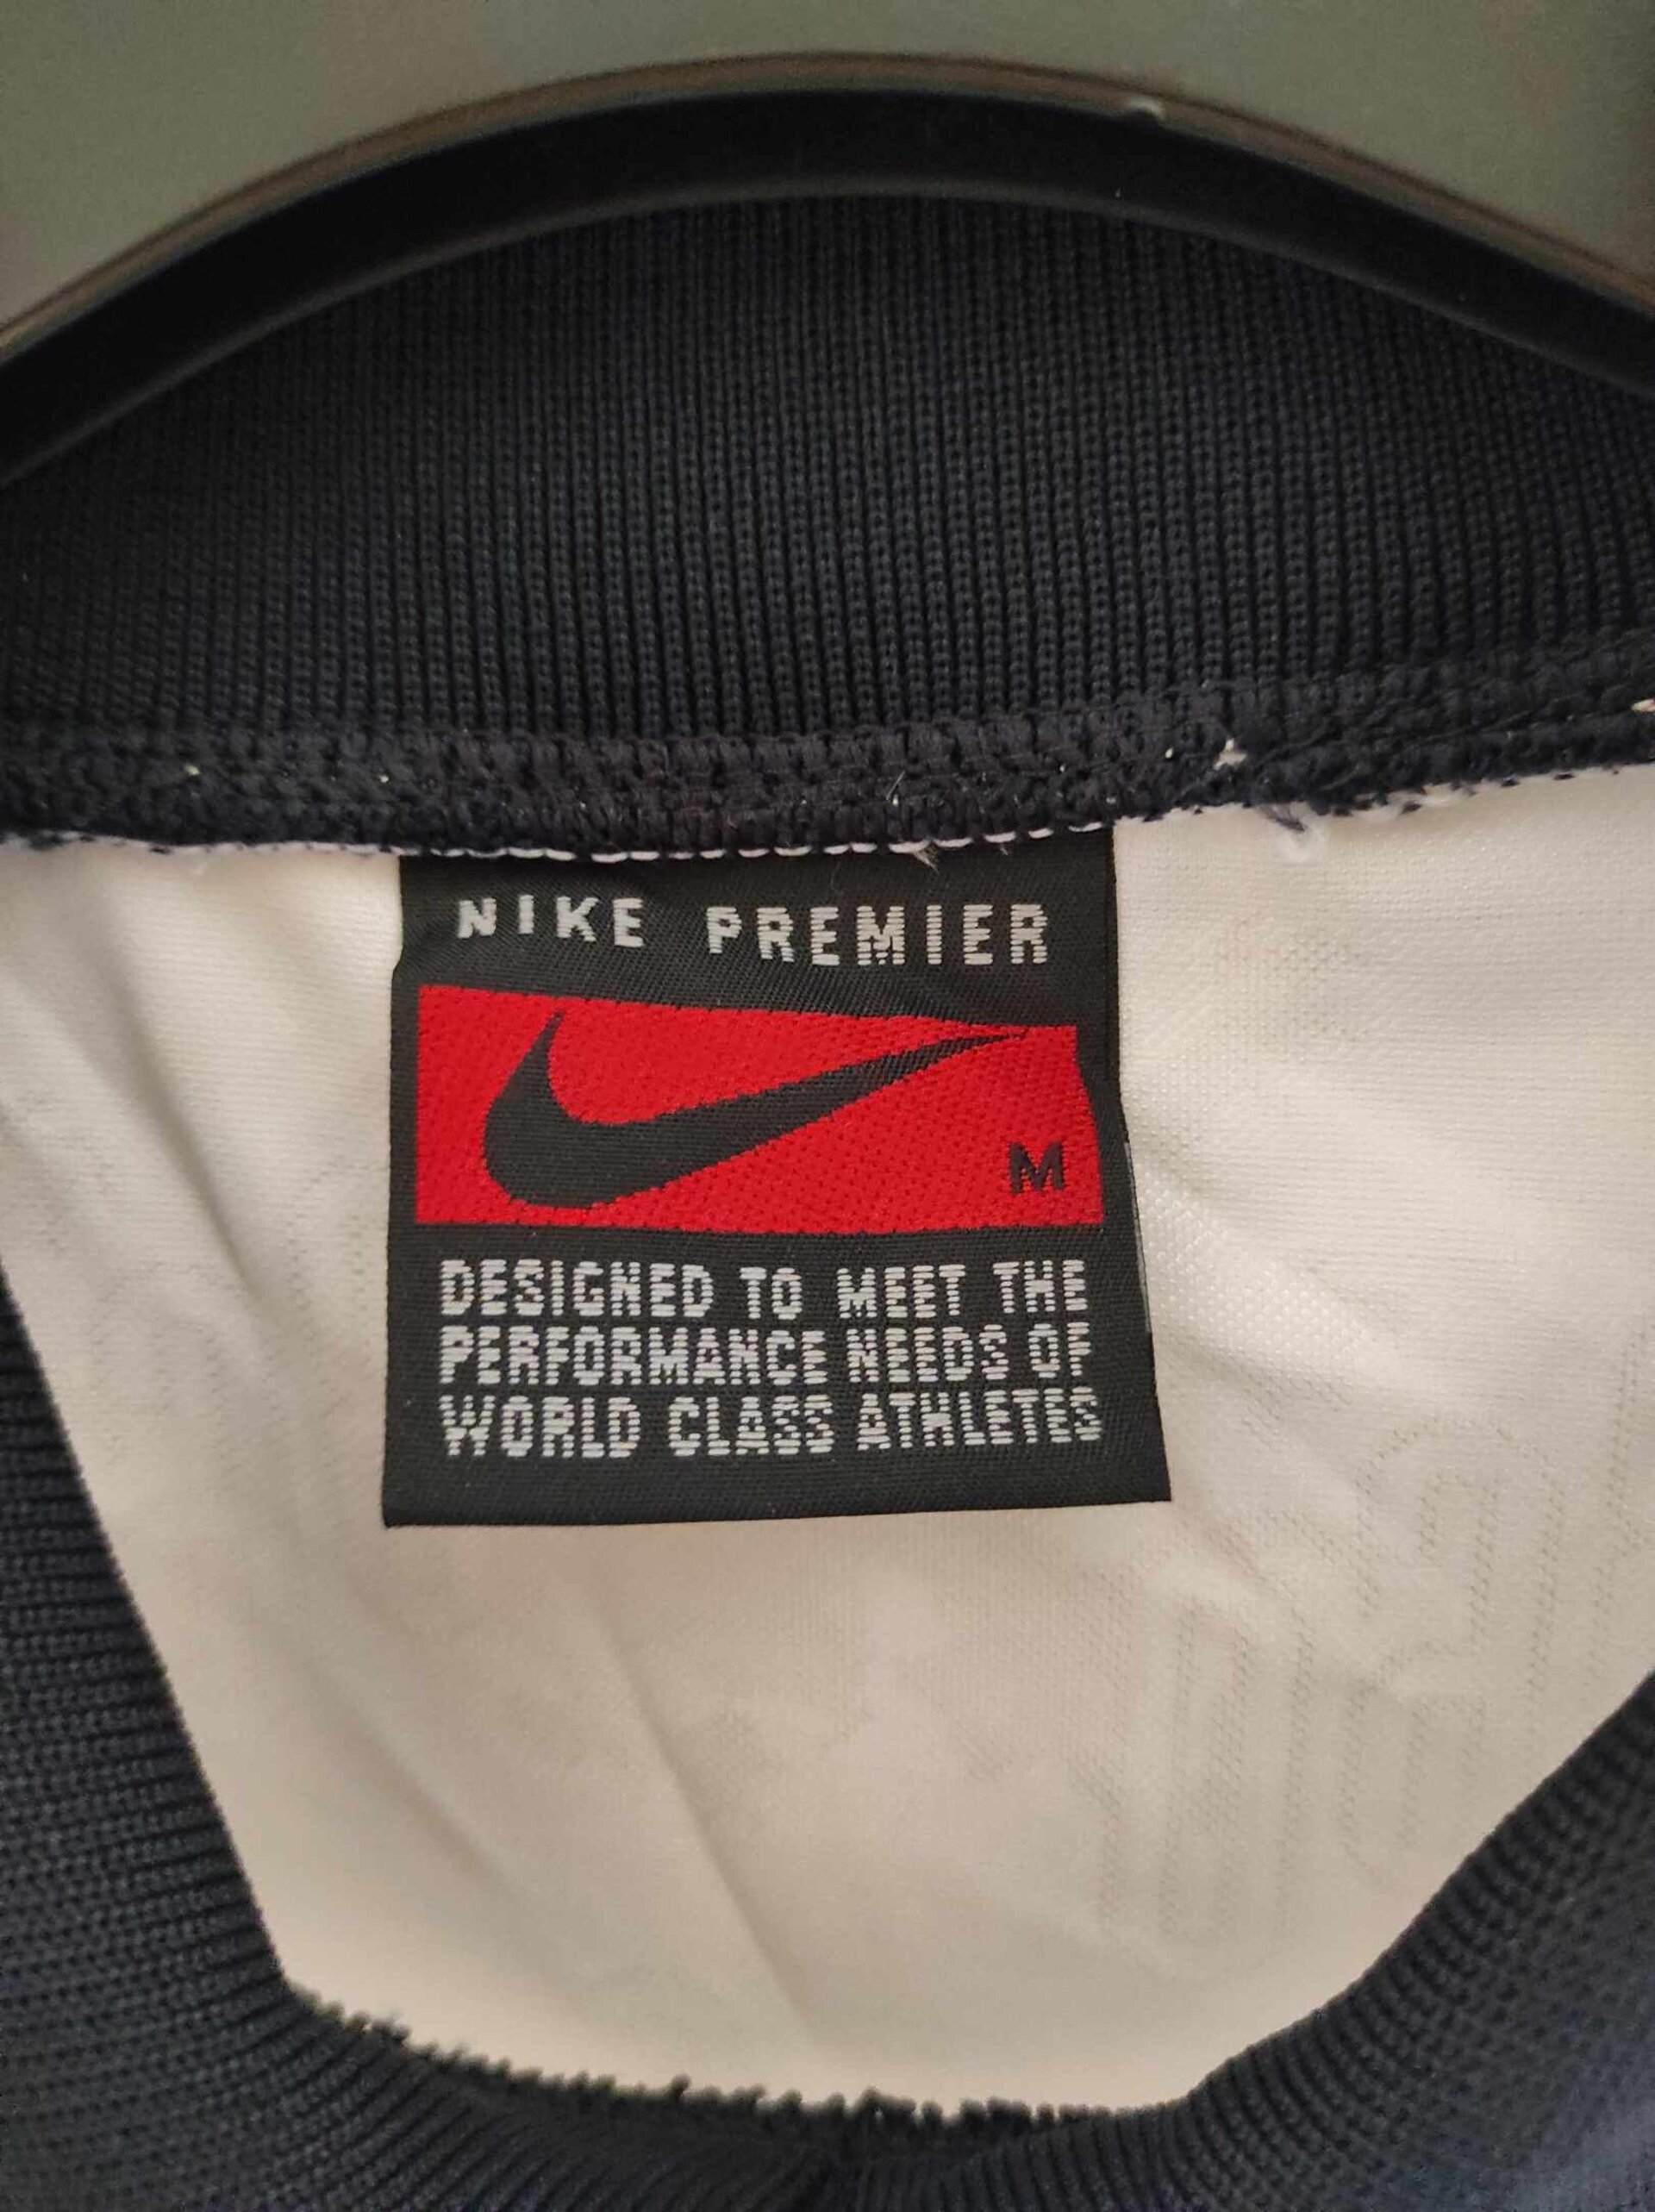 NIKE PREMIER
M
DESIGNED TO MEET THE
PERFORMANCE NEEDS OF
WORLD CLASS ATHLETES